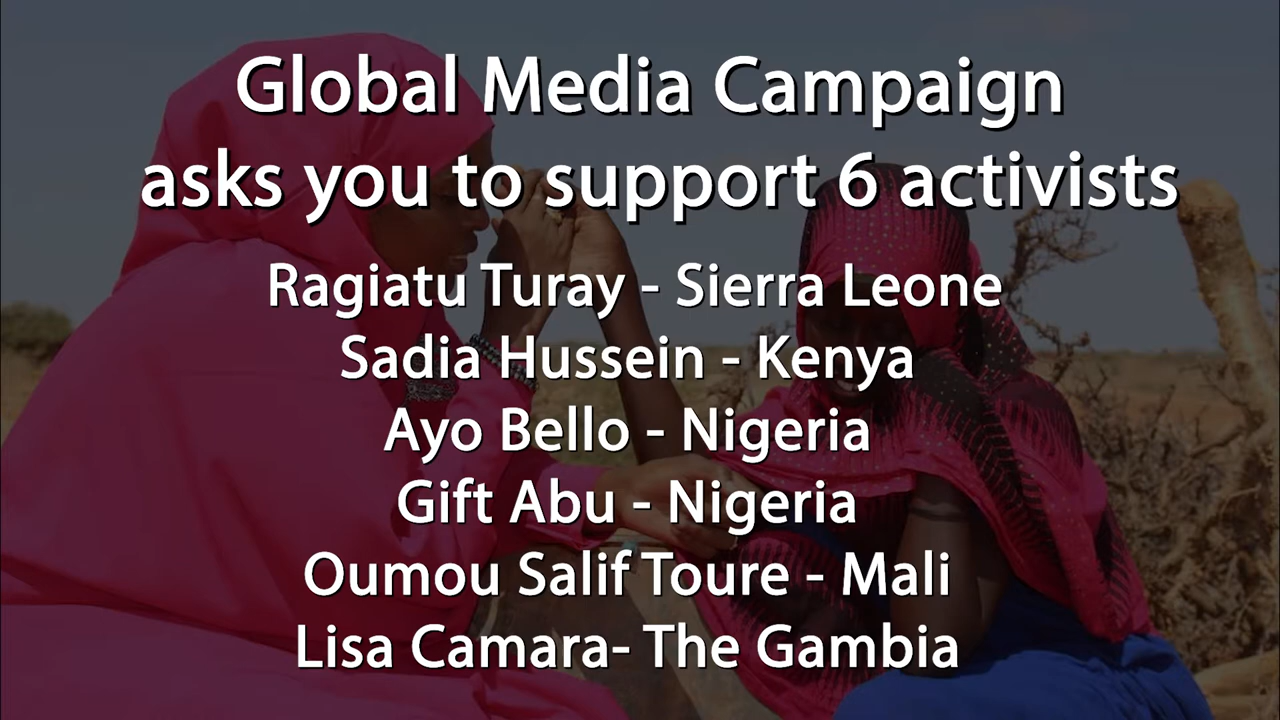 Global Media Campaign
asks you to support 6 activists
Ragiatu Turay - Sierra Leone
Sadia Hussein - Kenya
Ayo Bello - Nigeria
Gift Abu - Nigeria
Oumou Salif Toure - Mali
Lisa Camara- The Gambia